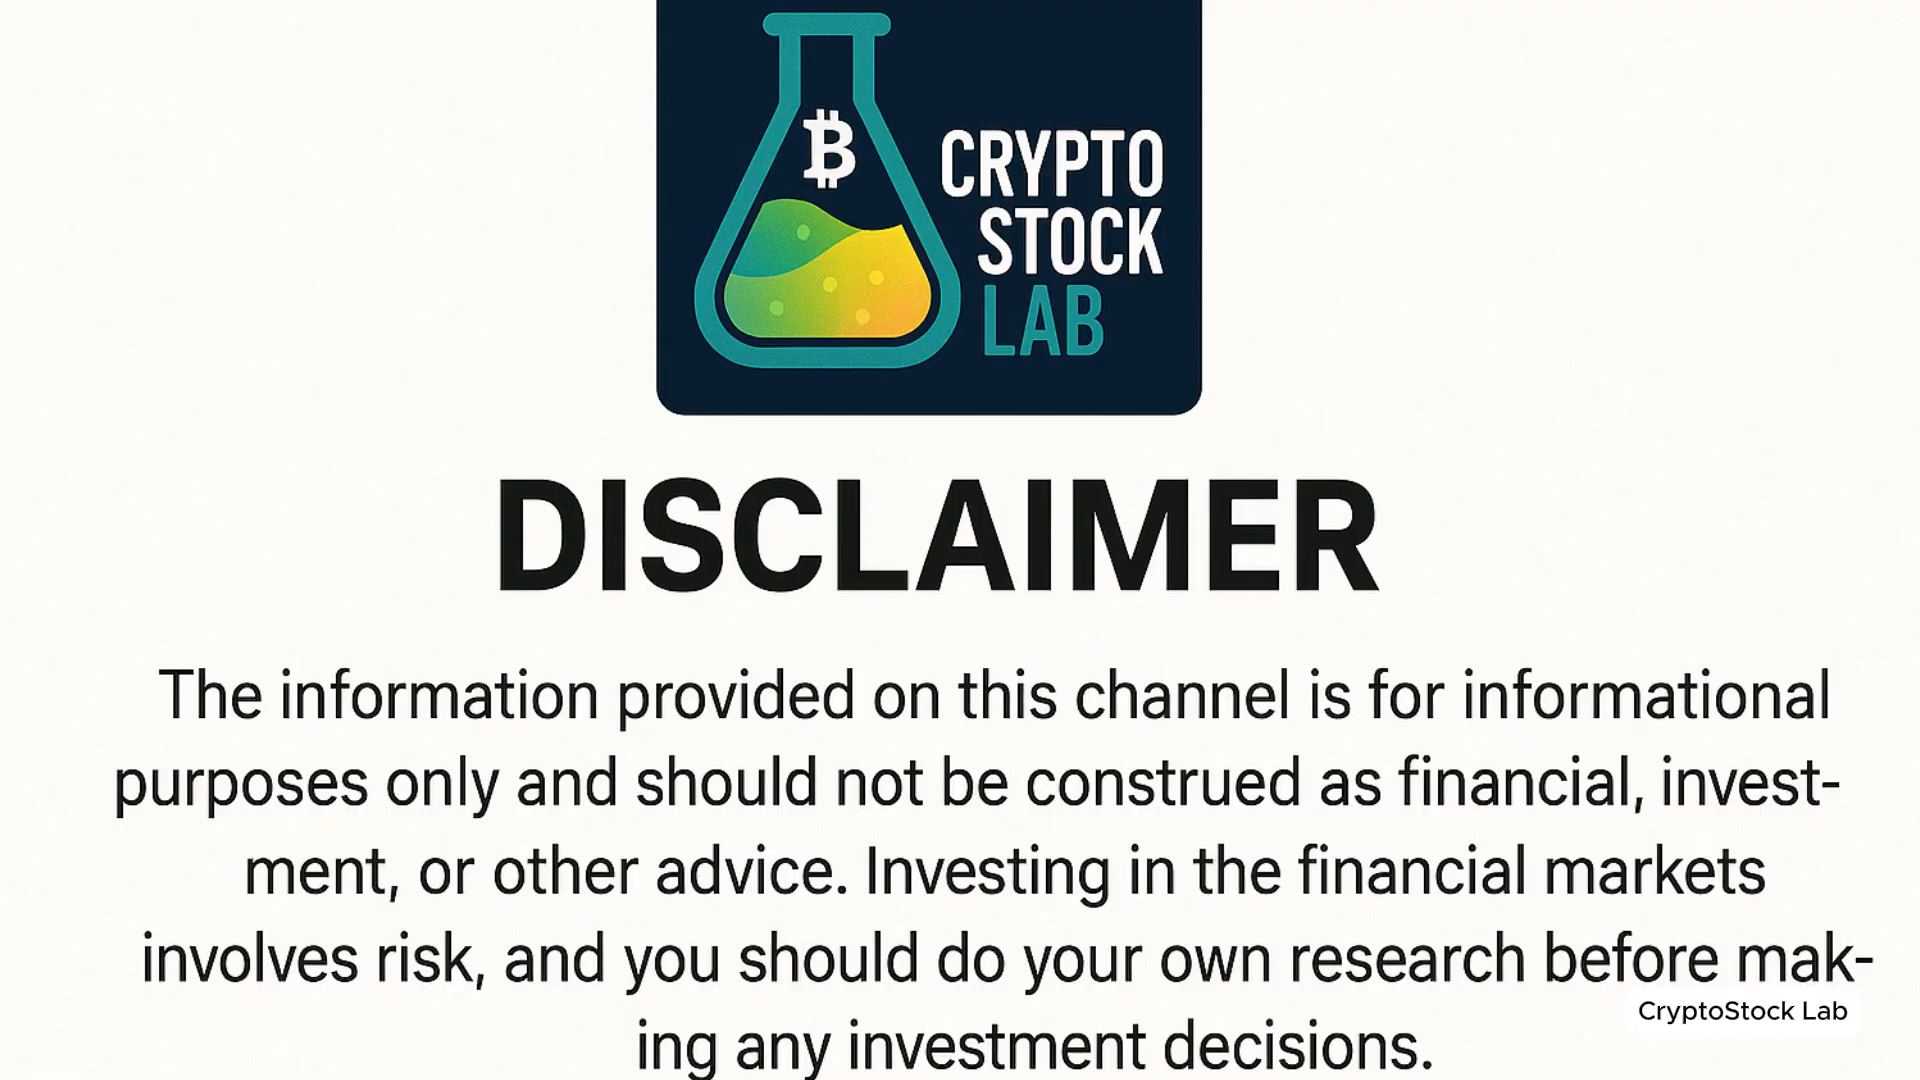 ₿
CRYPTO
STOCK
LAB
DISCLAIMER
The information provided on this channel is for informational
purposes only and should not be construed as financial, invest-
ment, or other advice. Investing in the financial markets
involves risk, and you should do your own research before mak-
ing any investment decisions.
CryptoStock Lab